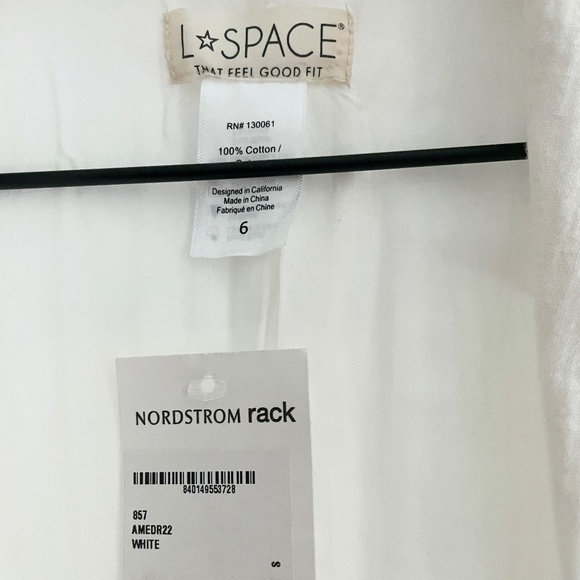 L☆SPACE®
THAT FEEL GOOD FIT
RN# 130061
100% Cotton /
Designed in California
Made in China
Fabriqué en Chine
6
NORDSTROM rack
840149553728
857
AMEDR22
WHITE
S